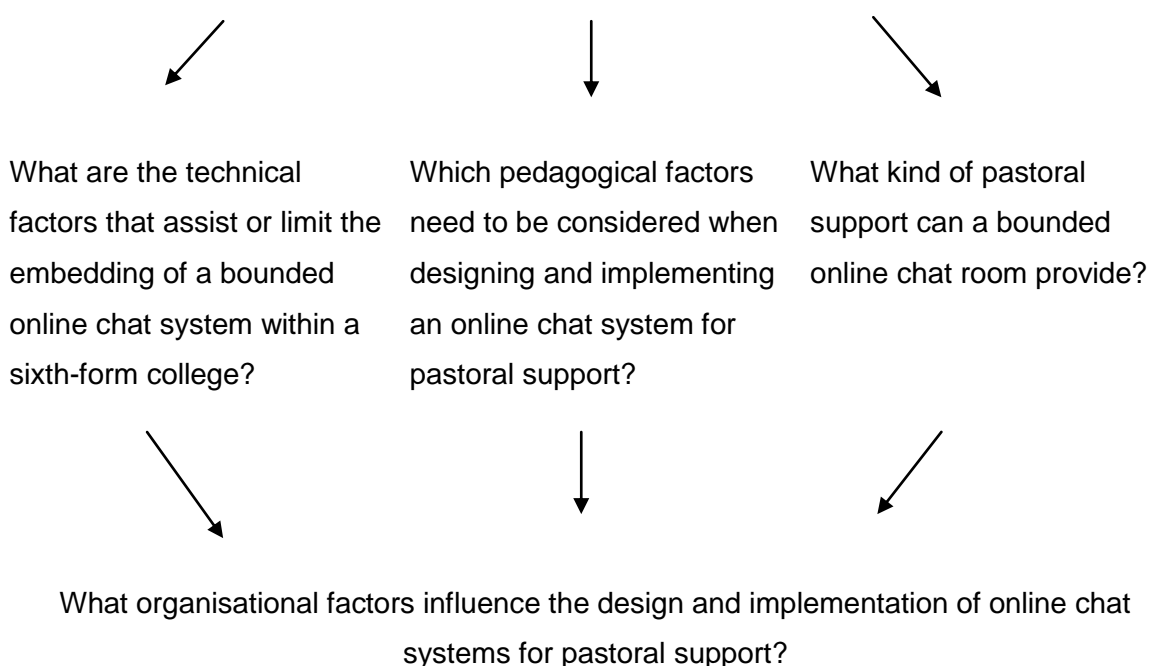 What are the technical
factors that assist or limit the
embedding of a bounded
online chat system within a
sixth-form college?
Which pedagogical factors
need to be considered when
designing and implementing
an online chat system for
pastoral support?
What kind of pastoral
support can a bounded
online chat room provide?
What organisational factors influence the design and implementation of online chat
systems for pastoral support?